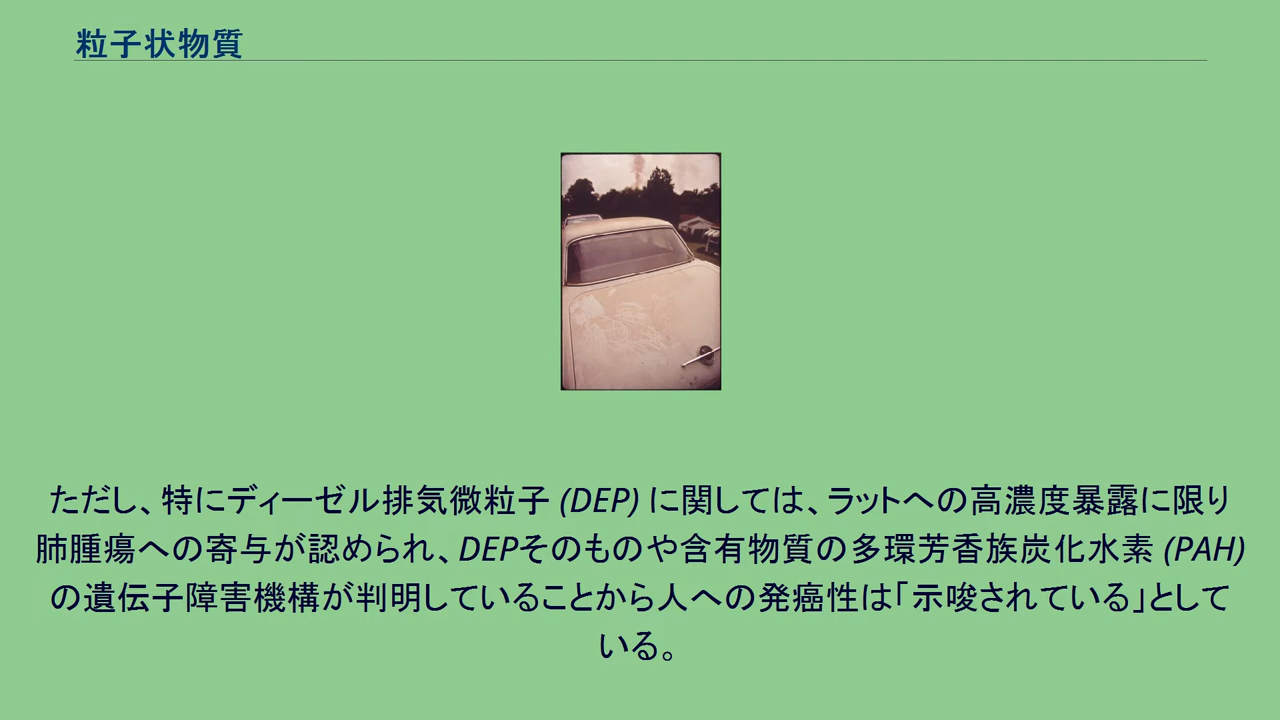 粒子状物質
ただし、特にディーゼル排気微粒子 (DEP) に関しては、ラットへの高濃度暴露に限り
肺腫瘍への寄与が認められ、DEPそのものや含有物質の多環芳香族炭化水素 (PAH)
の遺伝子障害機構が判明していることから人への発癌性は｢示唆されている｣として
いる。